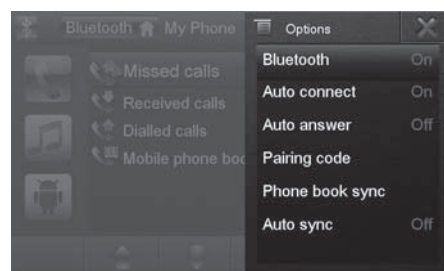 Bluetooth My Phone
Missed calls
Received calls
Dialled calls
Mobile phone boo
Options
Bluetooth On
Auto connect On
Auto answer Off
Pairing code
Phone book sync
Auto sync Off